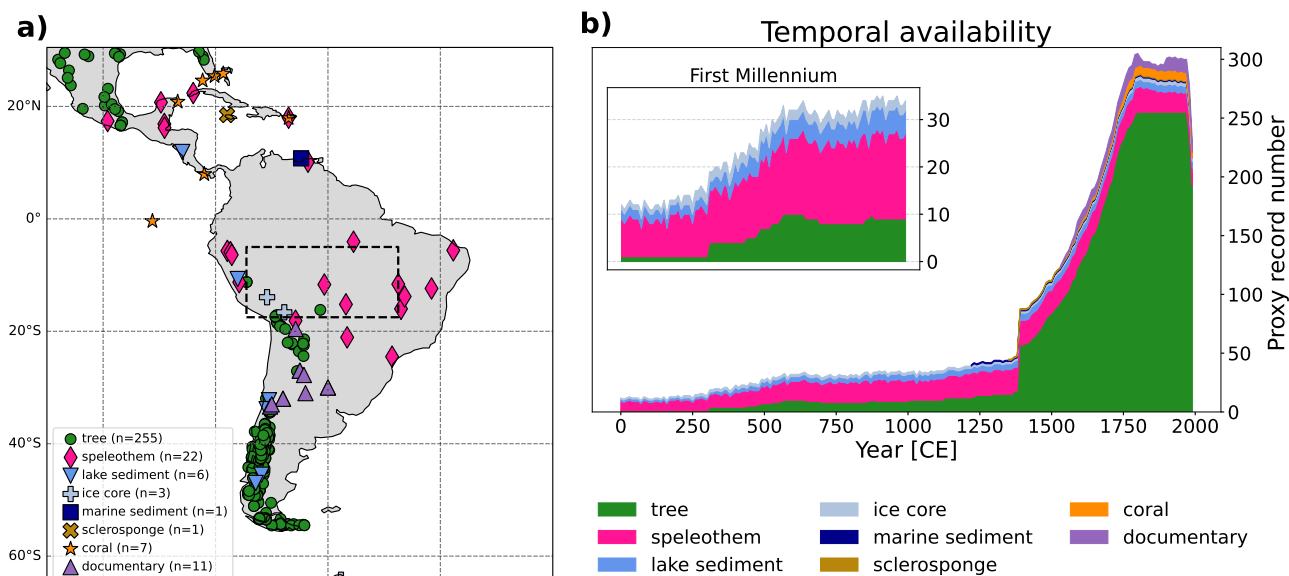 a)
20°N
0°
20°S
40°S
60°S
tree (n=255)
speleothem (n=22)
lake sediment (n=6)
ice core (n=3)
marine sediment (n=1)
sclerosponge (n=1)
coral (n=7)
documentary (n=11)
b)
Temporal availability
First Millennium
30
20
10
0
300
250
200
150
100
50
0
Proxy record number
0 250 500 750 1000 1250 1500 1750 2000
Year [CE]
tree
speleothem
lake sediment
ice core
marine sediment
sclerosponge
coral
documentary